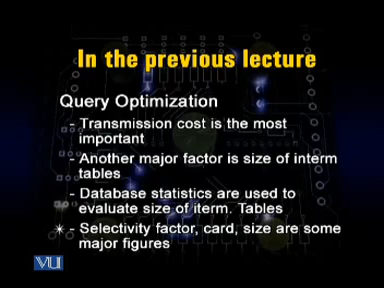 In the previous lecture
Query Optimization
- Transmission cost is the most
important
- Another major factor is size of interm
tables
- Database statistics are used to
evaluate size of iterm. Tables
✶ - Selectivity factor, card, size are some
major figures
VU